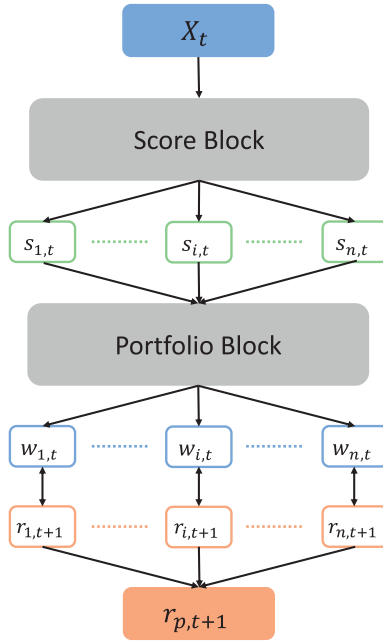 X_t
Score Block
s_{1,t} s_{i,t} s_{n,t}
Portfolio Block
w_{1,t} w_{i,t} w_{n,t}
r_{1,t+1} r_{i,t+1} r_{n,t+1}
r_{p,t+1}